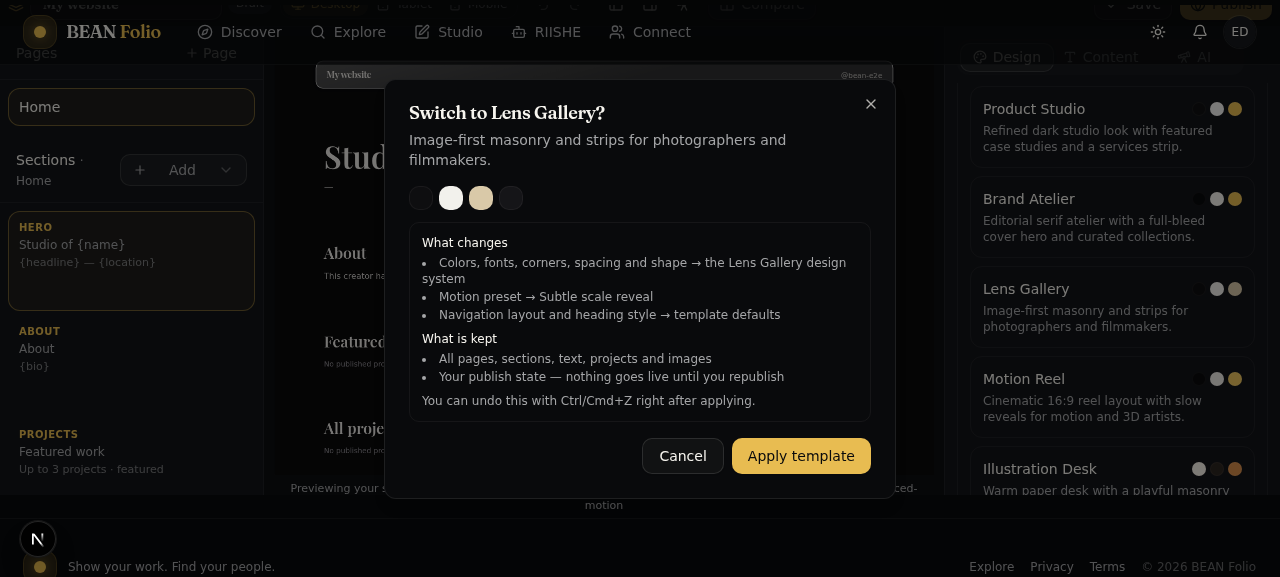 My website
Desktop
Tablet
Mobile
Compare
Save
BEAN Folio
Discover
Explore
Studio
RIISHE
Connect
ED
Pages
+ Page
Design
Content
AI
Home
Sections ·
Home
Add
HERO
Studio of {name}
{headline} — {location}
ABOUT
About
{bio}
PROJECTS
Featured work
Up to 3 projects · featured
My website
@bean-e2e
Stud
—
About
This creator ha
Featured
No published pro
All proje
No published pro
Previewing your s
ced-
motion
Switch to Lens Gallery?
Image-first masonry and strips for photographers and
filmmakers.
What changes
• Colors, fonts, corners, spacing and shape → the Lens Gallery design
system
• Motion preset → Subtle scale reveal
• Navigation layout and heading style → template defaults
What is kept
• All pages, sections, text, projects and images
• Your publish state — nothing goes live until you republish
You can undo this with Ctrl/Cmd+Z right after applying.
Cancel
Apply template
Product Studio
Refined dark studio look with featured
case studies and a services strip.
Brand Atelier
Editorial serif atelier with a full-bleed
cover hero and curated collections.
Lens Gallery
Image-first masonry and strips for
photographers and filmmakers.
Motion Reel
Cinematic 16:9 reel layout with slow
reveals for motion and 3D artists.
Illustration Desk
Warm paper desk with a playful masonry
N
Show your work. Find your people.
Explore
Privacy
Terms
© 2026 BEAN Folio